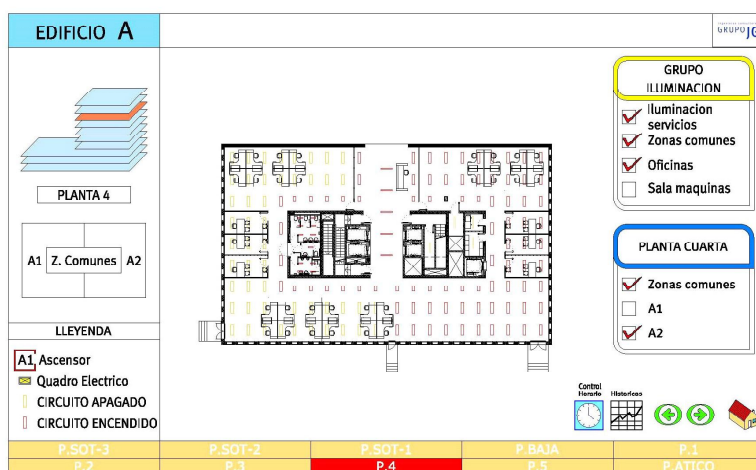 EDIFICIO A
GRUPO JG
GRUPO
ILUMINACION
Iluminacion
servicios
Zonas comunes
Oficinas
Sala maquinas
PLANTA 4
A1 Z. Comunes A2
PLANTA CUARTA
Zonas comunes
A1
A2
LLEYENDA
A1 Ascensor
Quadro Electrico
CIRCUITO APAGADO
CIRCUITO ENCENDIDO
Control
Horario
Historicos
P.SOT-3 P.SOT-2 P.SOT-1 P.BAJA P.1
P.2 P.3 P.4 P.5 P.ATICO